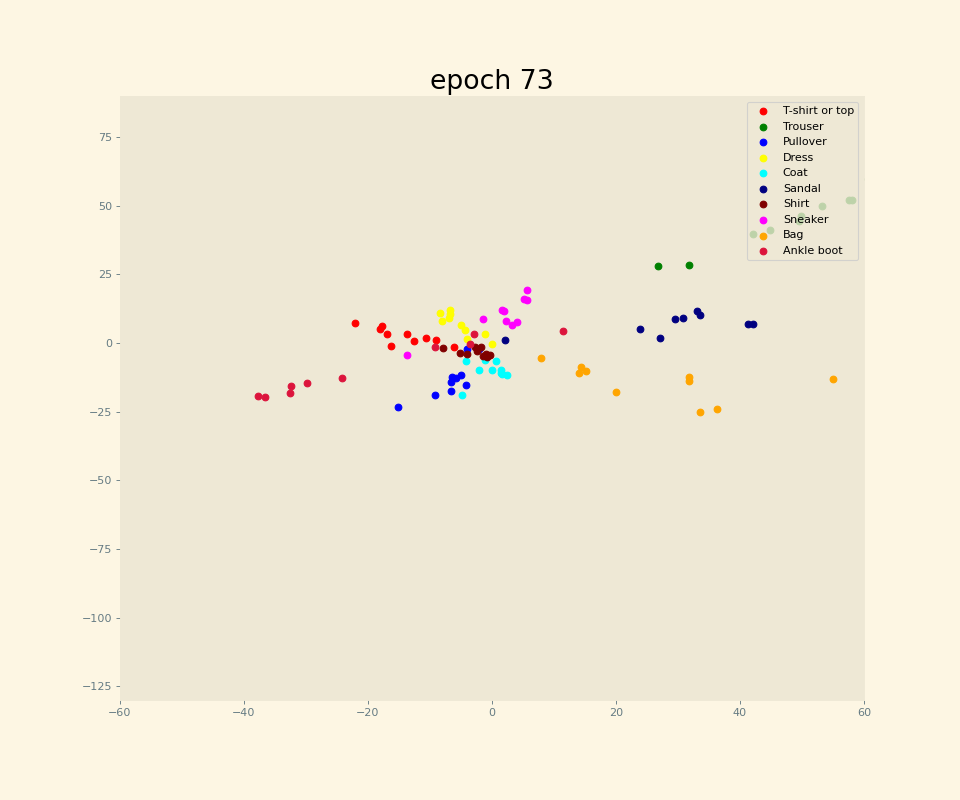 epoch 73
75
50
25
0
−25
−50
−75
−100
−125
−60
−40
−20
0
20
40
60
T-shirt or top
Trouser
Pullover
Dress
Coat
Sandal
Shirt
Sneaker
Bag
Ankle boot